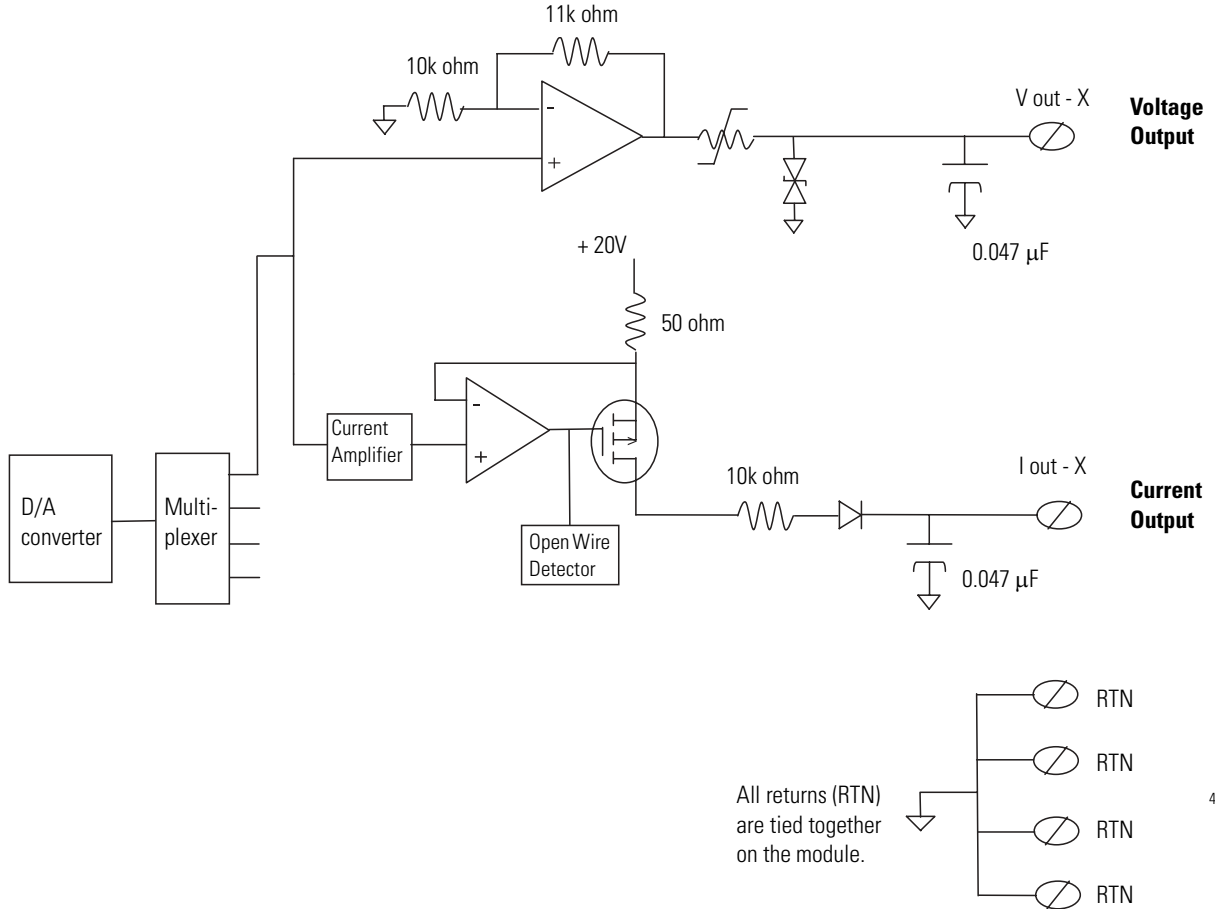 11k ohm
10k ohm
-
+
V out - X
Voltage
Output
0.047 μF
+ 20V
50 ohm
Current
Amplifier
-
+
D/A
converter
Multi-
plexer
Open Wire
Detector
10k ohm
I out - X
Current
Output
0.047 μF
RTN
RTN
All returns (RTN)
are tied together
on the module.
4
RTN
RTN